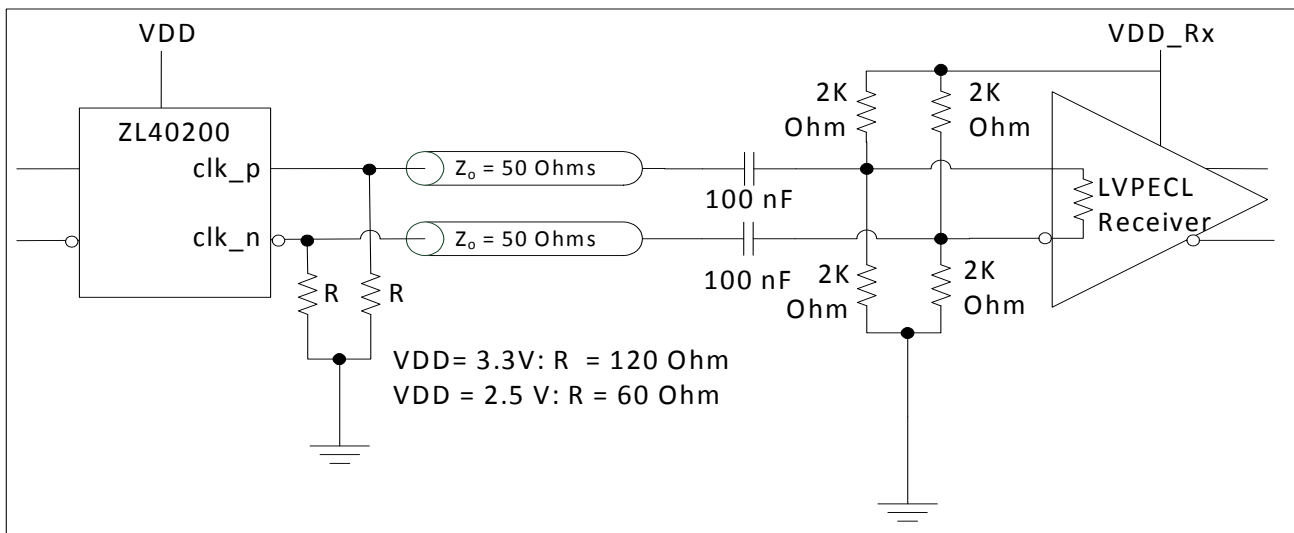 VDD
VDD_Rx
2K
Ohm
2K
Ohm
ZL40200
clk_p
Zo = 50 Ohms
100 nF
LVPECL
Receiver
clk_n
Zo = 50 Ohms
100 nF
2K
Ohm
2K
Ohm
R
R
VDD= 3.3V: R = 120 Ohm
VDD = 2.5 V: R = 60 Ohm